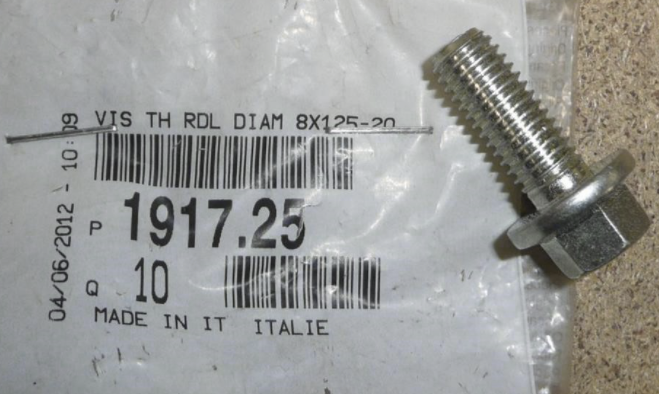 VIS TH RDL DIAM 8X125-20
P 1917.25
Q 10
MADE IN IT ITALIE
04/06/2012 - 10:09